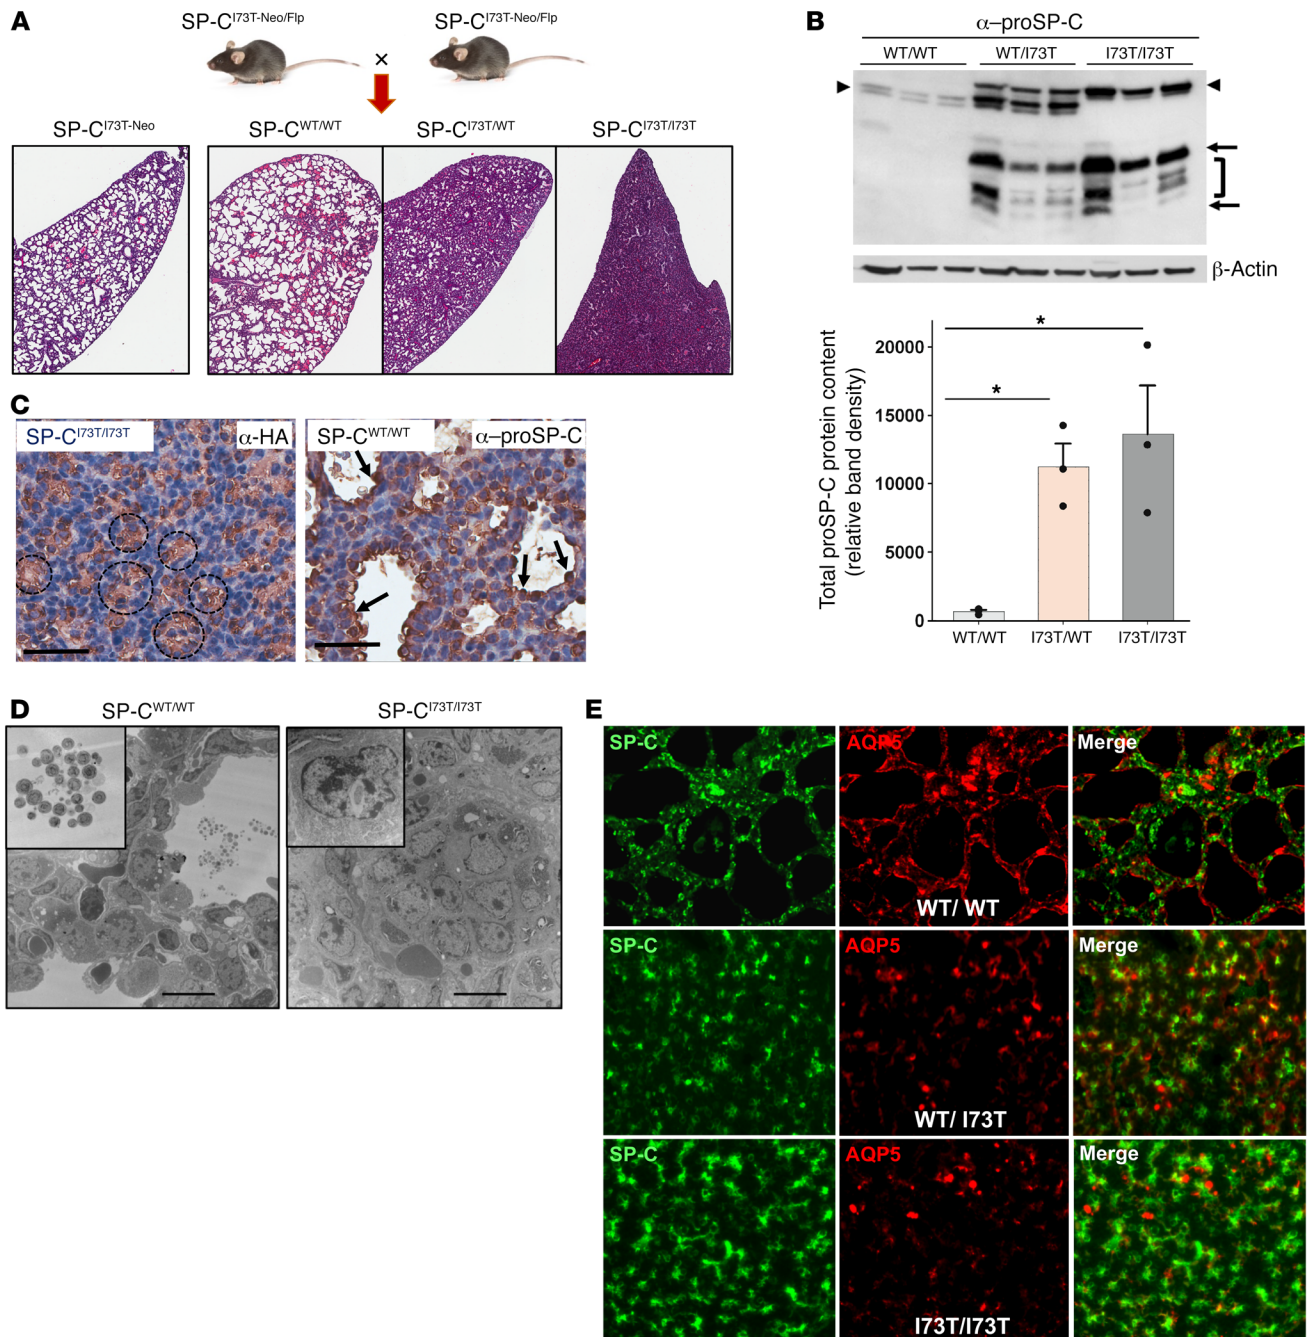 A
SP-C^I73T-Neo/Flp SP-C^I73T-Neo/Flp
×
SP-C^I73T-Neo SP-C^WT/WT SP-C^I73T/WT SP-C^I73T/I73T
B
α–proSP-C
WT/WT WT/I73T I73T/I73T
β-Actin
Total proSP-C protein content
(relative band density)
20000
15000
10000
5000
0
*
*
WT/WT I73T/WT I73T/I73T
C
SP-C^I73T/I73T α-HA
SP-C^WT/WT α–proSP-C
D
SP-C^WT/WT SP-C^I73T/I73T
E
SP-C AQP5 Merge
WT/ WT
SP-C AQP5 Merge
WT/ I73T
SP-C AQP5 Merge
I73T/I73T